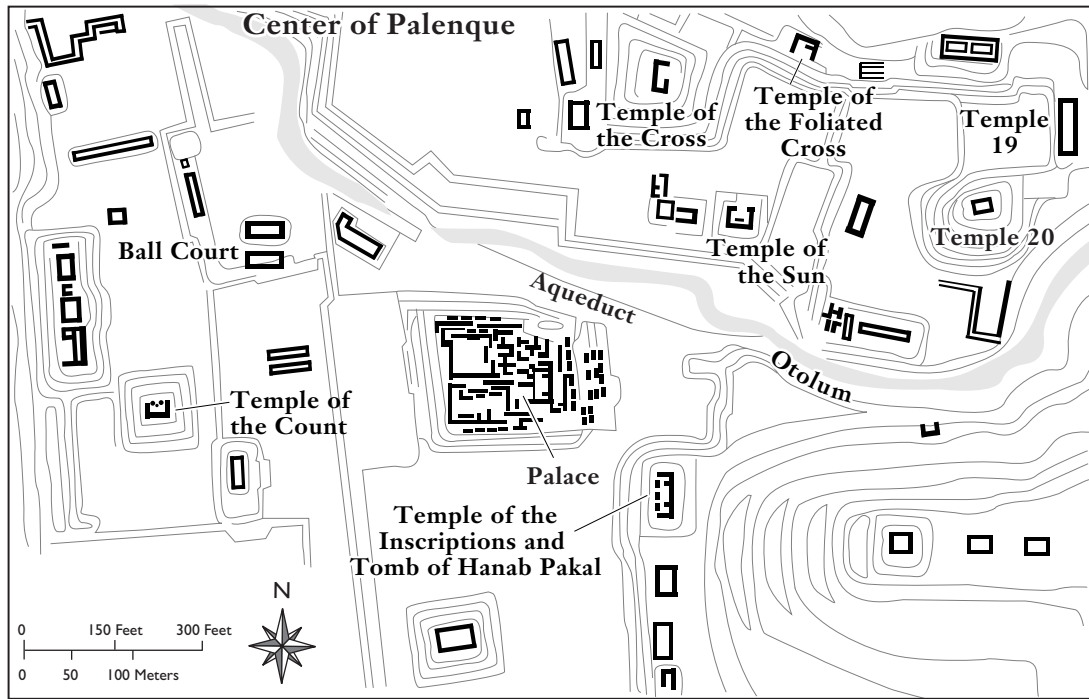 Center of Palenque
Temple of
the Cross
Temple of
the Foliated
Cross
Temple
19
Ball Court
Temple of
the Sun
Temple 20
Aqueduct
Otolum
Temple of
the Count
Palace
Temple of the
Inscriptions and
Tomb of Hanab Pakal
N
0 150 Feet 300 Feet
0 50 100 Meters